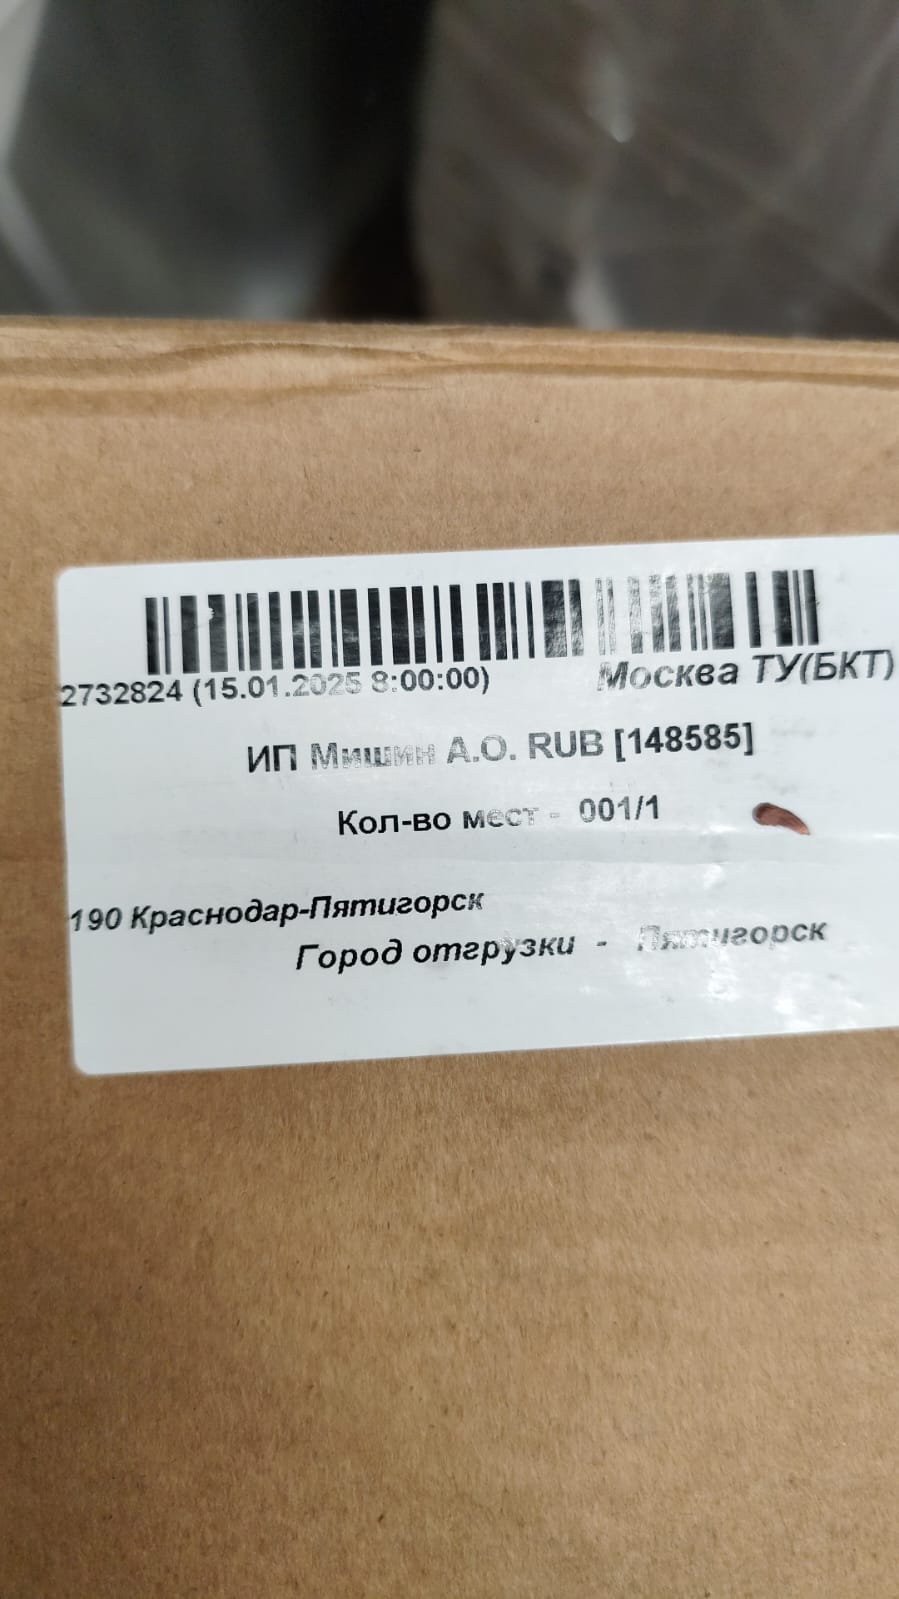 2732824 (15.01.2025 8:00:00) Москва ТУ(БКТ)
ИП Мишин А.О. RUB [148585]
Кол-во мест - 001/1
190 Краснодар-Пятигорск
Город отгрузки - Пятигорск